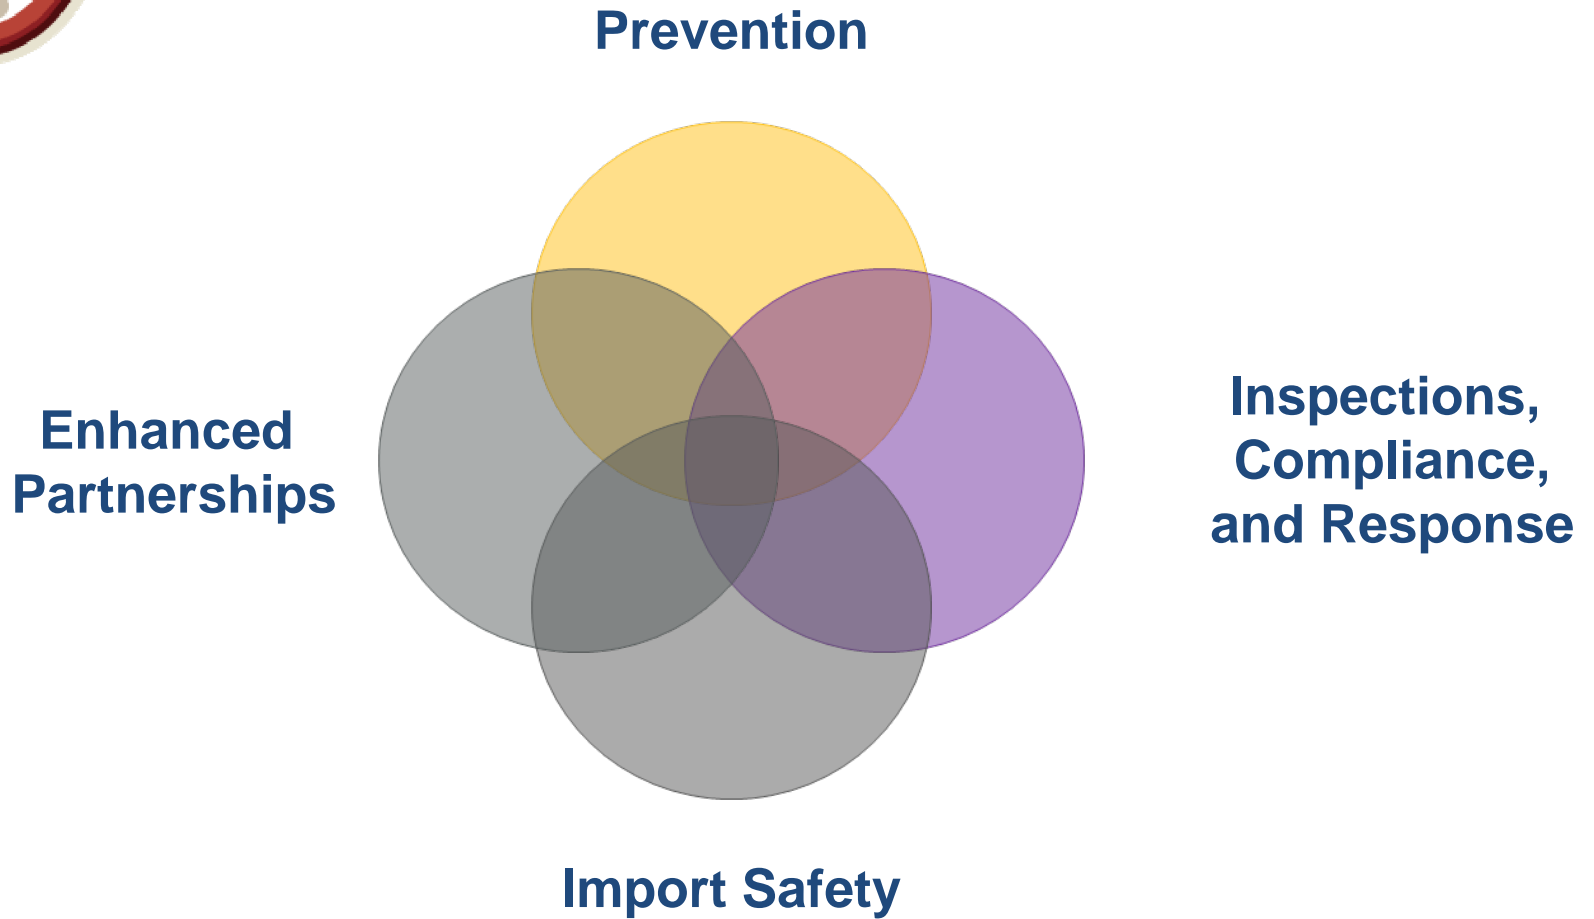 Prevention
Enhanced
Partnerships
Inspections,
Compliance,
and Response
Import Safety